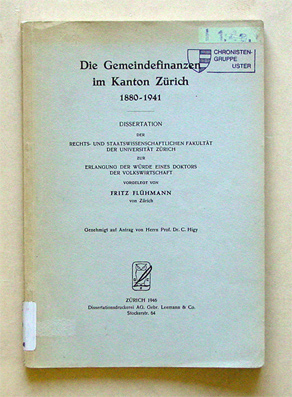 CHRONISTEN-
GRUPPE
USTER
Die Gemeindefinanzen
im Kanton Zürich
1880-1941
DISSERTATION
DER
RECHTS- UND STAATSWISSENSCHAFTLICHEN FAKULTÄT
DER UNIVERSITÄT ZÜRICH
ZUR
ERLANGUNG DER WÜRDE EINES DOKTORS
DER VOLKSWIRTSCHAFT
VORGELEGT VON
FRITZ FLÜHMANN
von Zürich
Genehmigt auf Antrag von Herrn Prof. Dr. C. Higy
ZÜRICH 1946
Dissertationsdruckerei AG. Gebr. Leemann & Co.
Stockerstr. 64